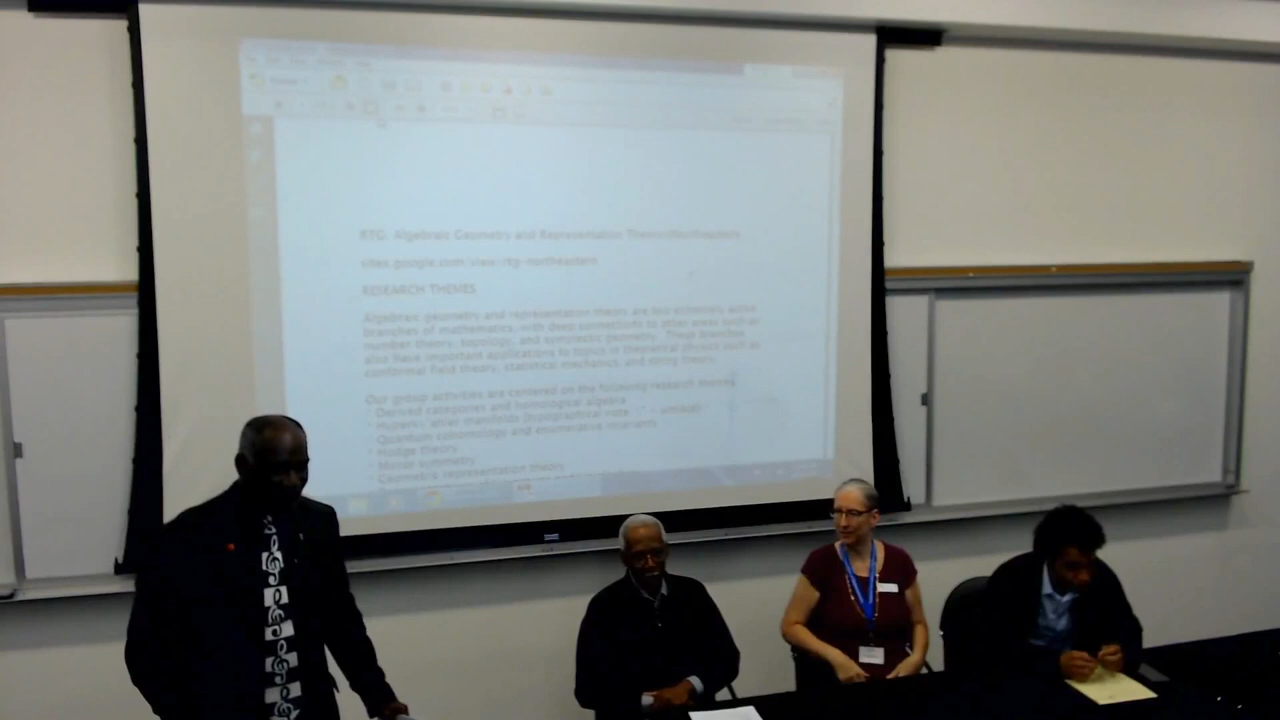 RTG: Algebraic Geometry and Representation Theory
sites.google.com/view/rtg-northeastern
RESEARCH THEMES
Algebraic geometry and representation theory are two extremely active
branches of mathematics, with deep connections to other areas such as
number theory, topology, and symplectic geometry. These branches
also have important applications to topics in theoretical physics such as
conformal field theory, statistical mechanics, and string theory.
Our group activities are centered on the following research themes
Derived categories and homological algebra
manifolds (typographical note
Quantum cohomology and enumerative invariants
Hodge theory
Mirror symmetry
Geometric representation theory